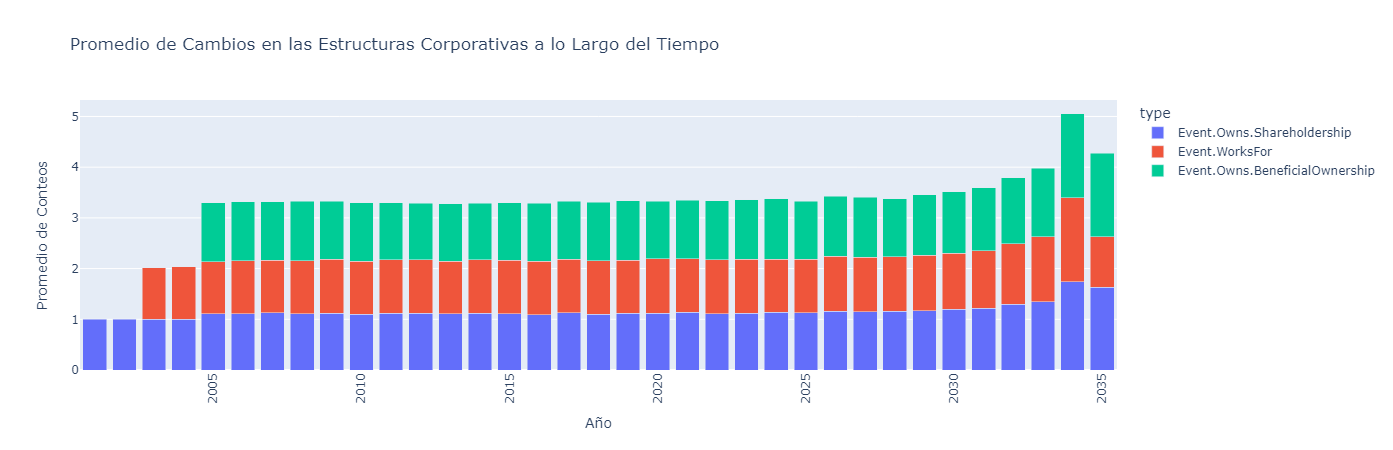 Promedio de Cambios en las Estructuras Corporativas a lo Largo del Tiempo
type
Event.Owns.Shareholdership
Event.WorksFor
Event.Owns.BeneficialOwnership
Promedio de Conteos
5
4
3
2
1
0
2005
2010
2015
2020
2025
2030
2035
Año